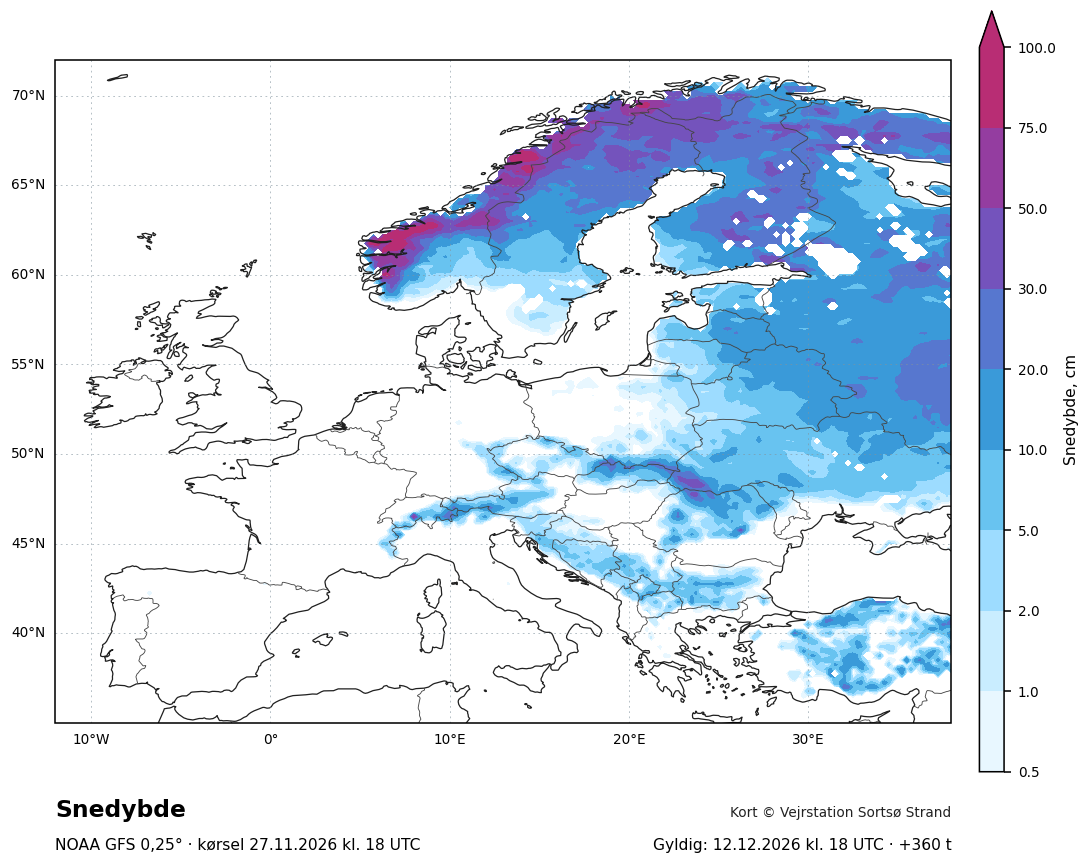 100.0
75.0
50.0
30.0
20.0
10.0
5.0
2.0
1.0
0.5
Snedybde, cm
70°N
65°N
60°N
55°N
50°N
45°N
40°N
10°W
0°
10°E
20°E
30°E
Snedybde
Kort © Vejrstation Sortsø Strand
NOAA GFS 0,25° · kørsel 27.11.2026 kl. 18 UTC
Gyldig: 12.12.2026 kl. 18 UTC · +360 t